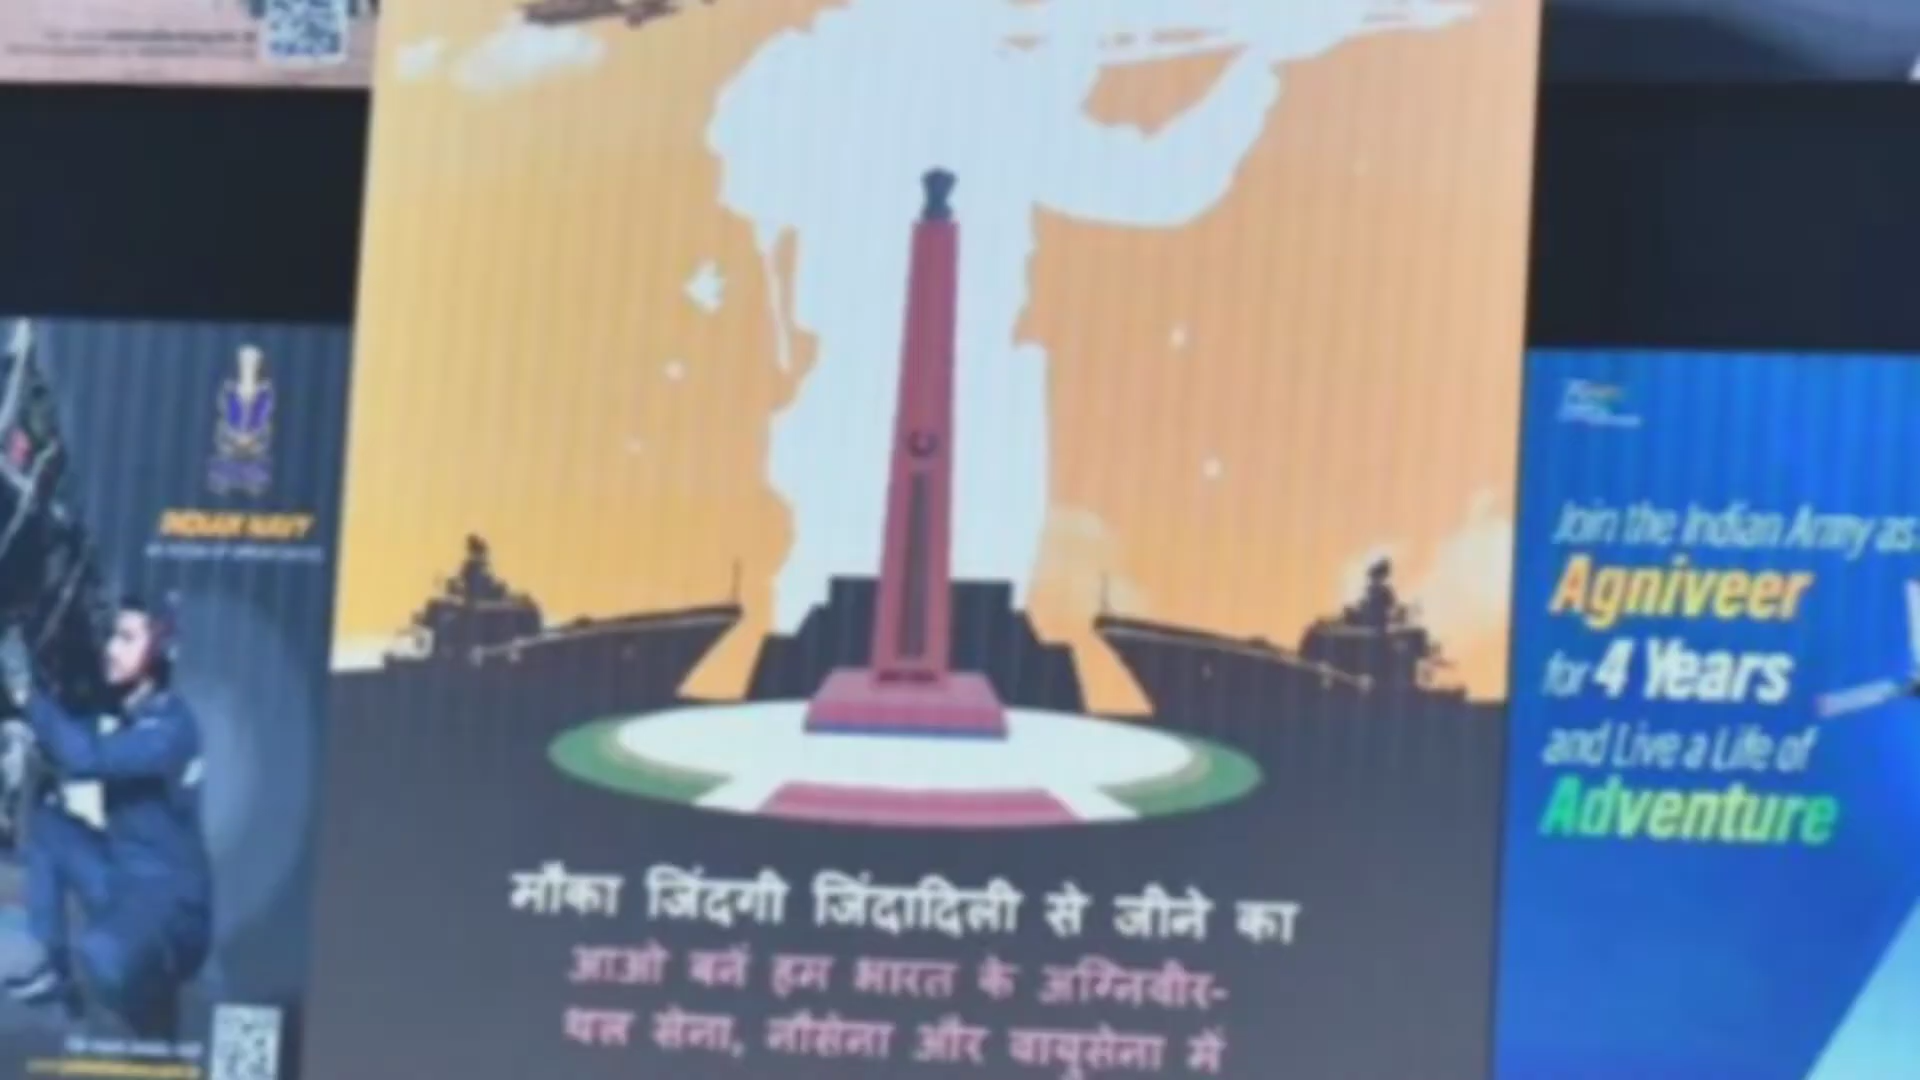 INDIAN NAVY
मौका जिंदगी जिंदादिली से जीने का
आओ बनें हम भारत के अग्निवीर-
थल सेना, नौसेना और वायुसेना में
Join the Indian Army as
Agniveer
for 4 Years
and Live a Life of
Adventure